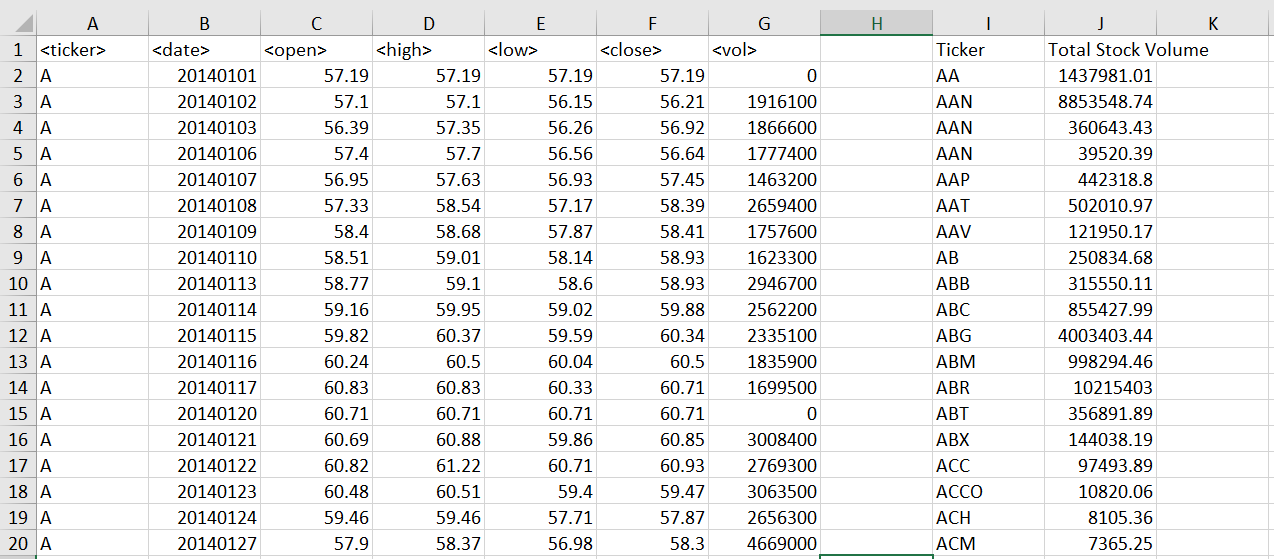 A B C D E F G H I J K
1 <ticker> <date> <open> <high> <low> <close> <vol> Ticker Total Stock Volume
2 A 20140101 57.19 57.19 57.19 57.19 0 AA 1437981.01
3 A 20140102 57.1 57.1 56.15 56.21 1916100 AAN 8853548.74
4 A 20140103 56.39 57.35 56.26 56.92 1866600 AAN 360643.43
5 A 20140106 57.4 57.7 56.56 56.64 1777400 AAN 39520.39
6 A 20140107 56.95 57.63 56.93 57.45 1463200 AAP 442318.8
7 A 20140108 57.33 58.54 57.17 58.39 2659400 AAT 502010.97
8 A 20140109 58.4 58.68 57.87 58.41 1757600 AAV 121950.17
9 A 20140110 58.51 59.01 58.14 58.93 1623300 AB 250834.68
10 A 20140113 58.77 59.1 58.6 58.93 2946700 ABB 315550.11
11 A 20140114 59.16 59.95 59.02 59.88 2562200 ABC 855427.99
12 A 20140115 59.82 60.37 59.59 60.34 2335100 ABG 4003403.44
13 A 20140116 60.24 60.5 60.04 60.5 1835900 ABM 998294.46
14 A 20140117 60.83 60.83 60.33 60.71 1699500 ABR 10215403
15 A 20140120 60.71 60.71 60.71 60.71 0 ABT 356891.89
16 A 20140121 60.69 60.88 59.86 60.85 3008400 ABX 144038.19
17 A 20140122 60.82 61.22 60.71 60.93 2769300 ACC 97493.89
18 A 20140123 60.48 60.51 59.4 59.47 3063500 ACCO 10820.06
19 A 20140124 59.46 59.46 57.71 57.87 2656300 ACH 8105.36
20 A 20140127 57.9 58.37 56.98 58.3 4669000 ACM 7365.25